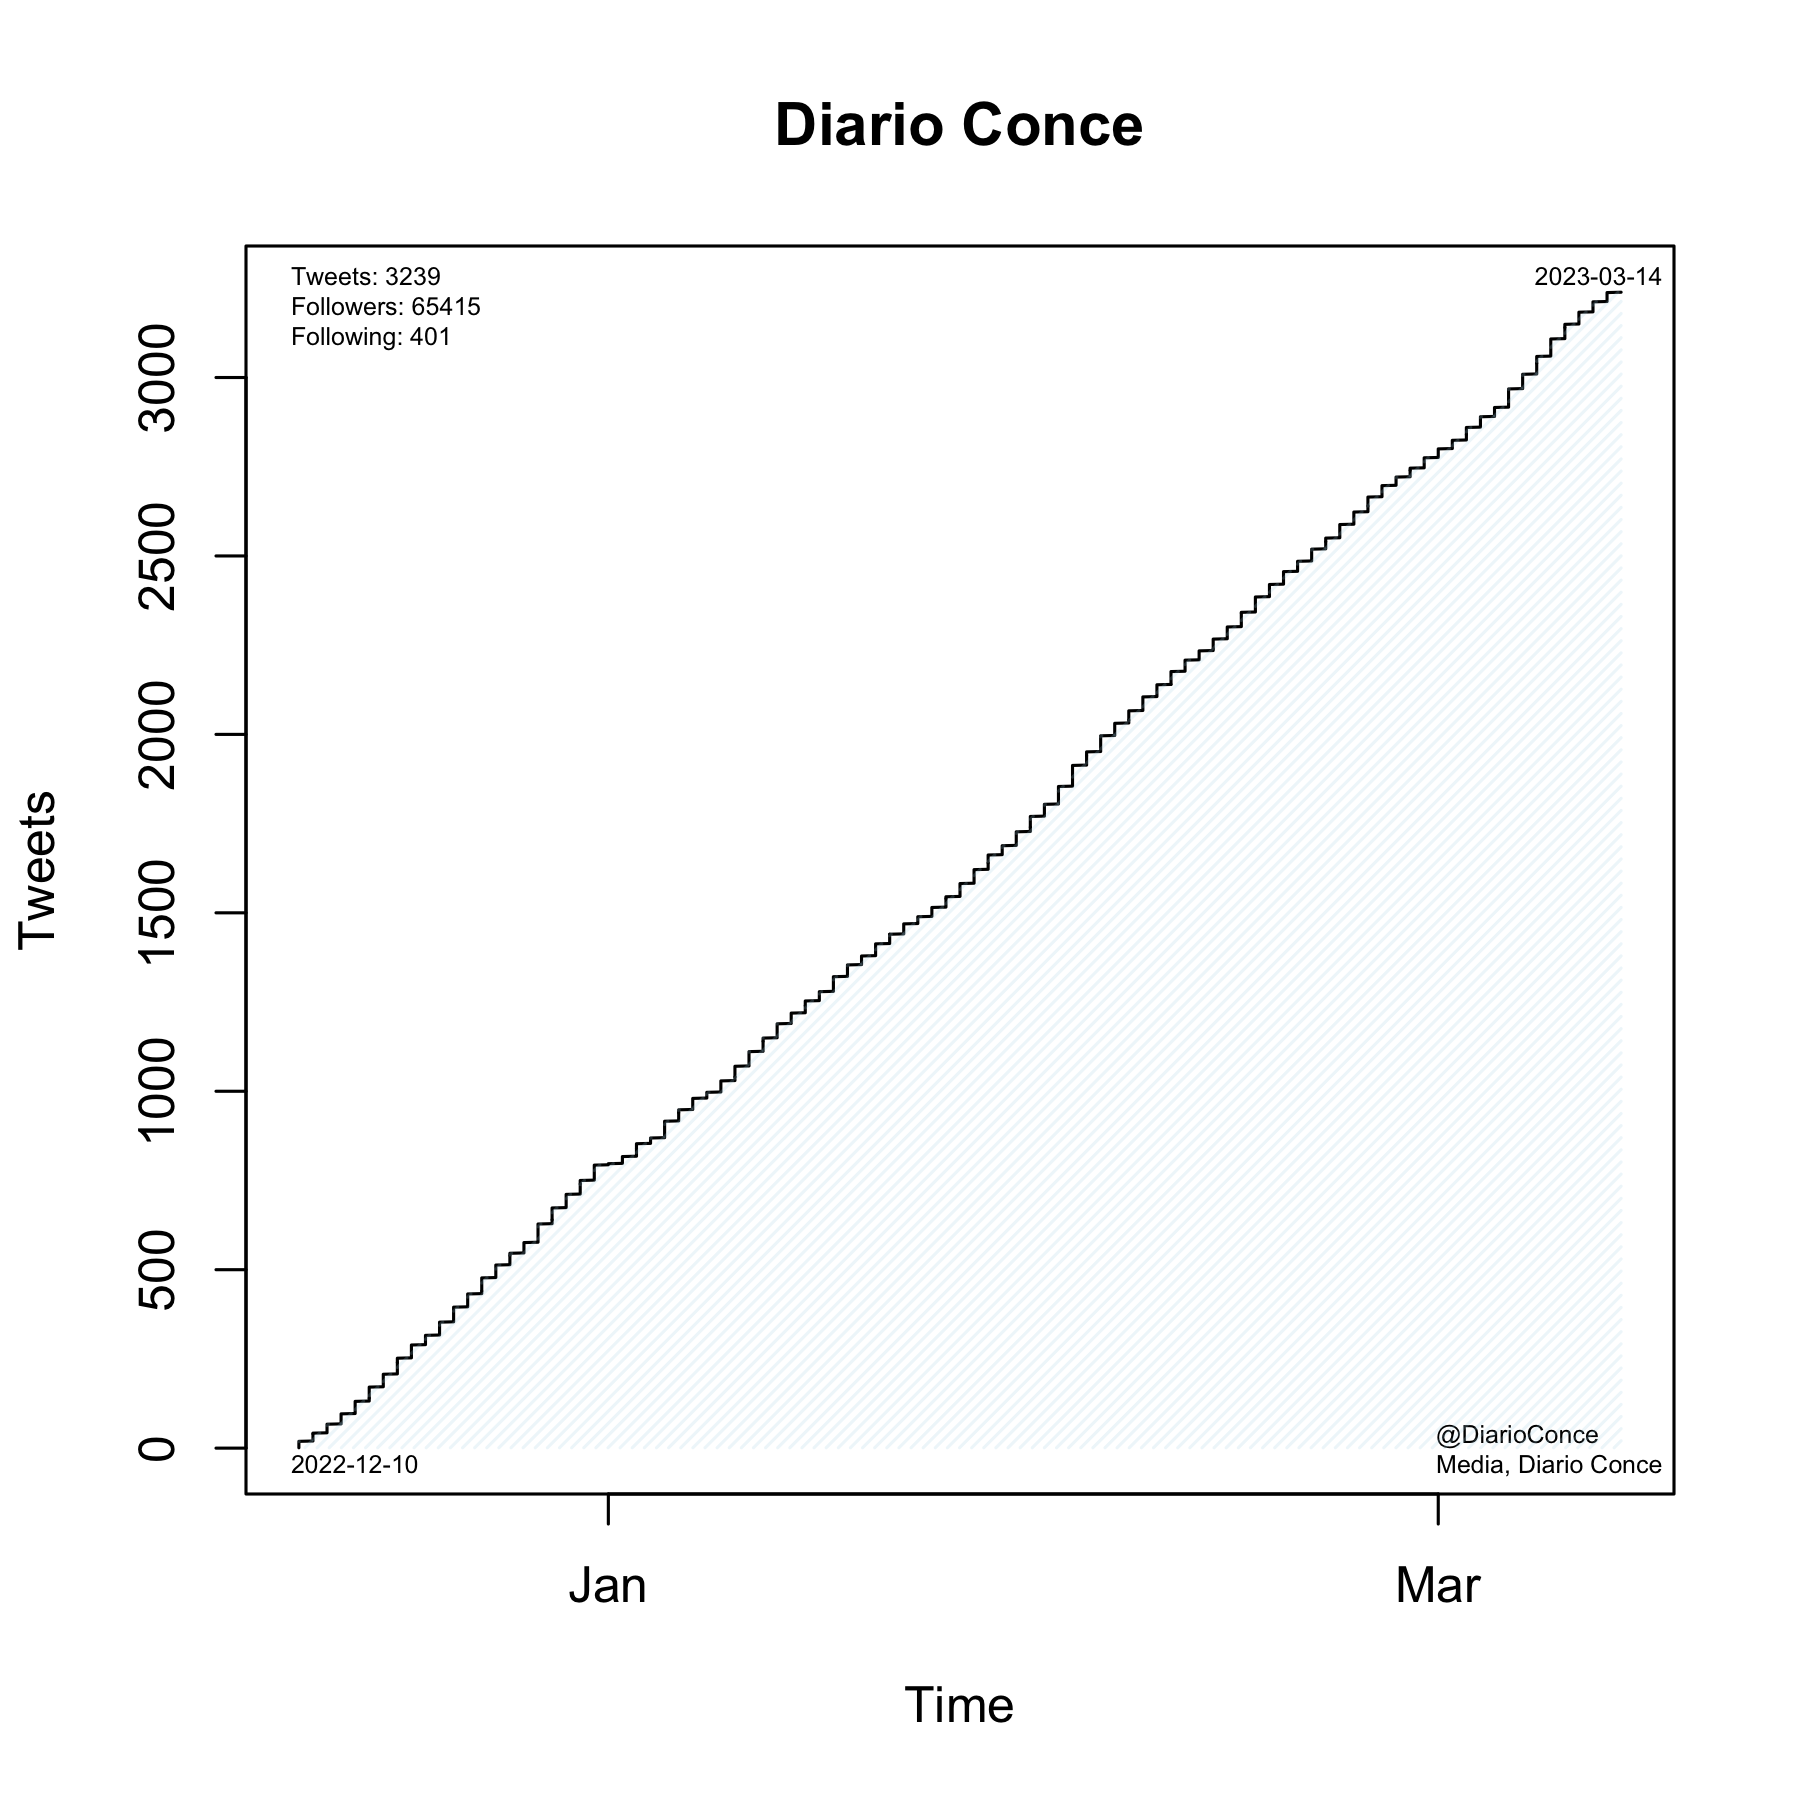 Diario Conce
Tweets: 3239
Followers: 65415
Following: 401
2023-03-14
3000
2500
2000
1500
1000
500
0
Tweets
2022-12-10
@DiarioConce
Media, Diario Conce
Jan
Mar
Time